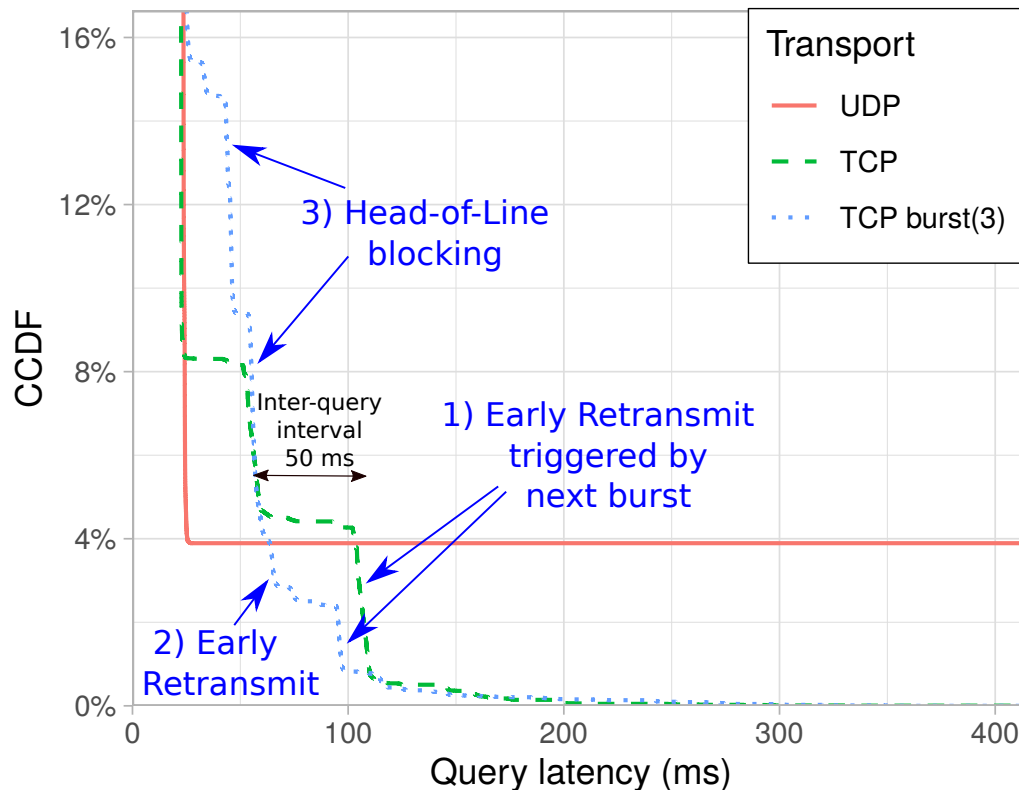 16%
12%
8%
4%
0%
CCDF
0
100
200
300
400
Query latency (ms)
Transport
UDP
TCP
TCP burst(3)
3) Head-of-Line
blocking
Inter-query
interval
50 ms
1) Early Retransmit
triggered by
next burst
2) Early
Retransmit